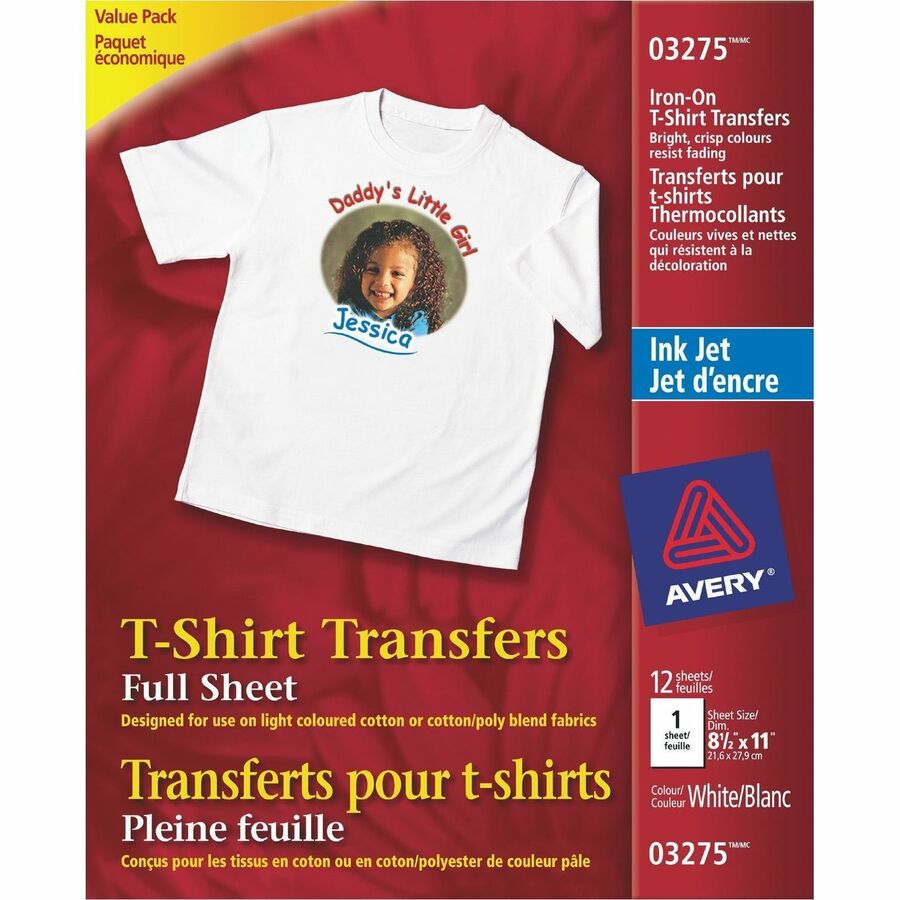 Value Pack
Paquet
économique
Daddy's Little Girl
Jessica
T-Shirt Transfers
Full Sheet
Designed for use on light coloured cotton or cotton/poly blend fabrics
Transferts pour t-shirts
Pleine feuille
Conçus pour les tissus en coton ou en coton/polyester de couleur pâle
03275™/MC
Iron-On
T-Shirt Transfers
Bright, crisp colours
resist fading
Transferts pour
t-shirts
Thermocollants
Couleurs vives et nettes
qui résistent à la
décoloration
Ink Jet
Jet d'encre
AVERY®
12 sheets/
feuilles
1
sheet/
feuille
Sheet Size/
Dim.
8½" x 11"
21,6 x 27,9 cm
Colour/
Couleur White/Blanc
03275™/MC